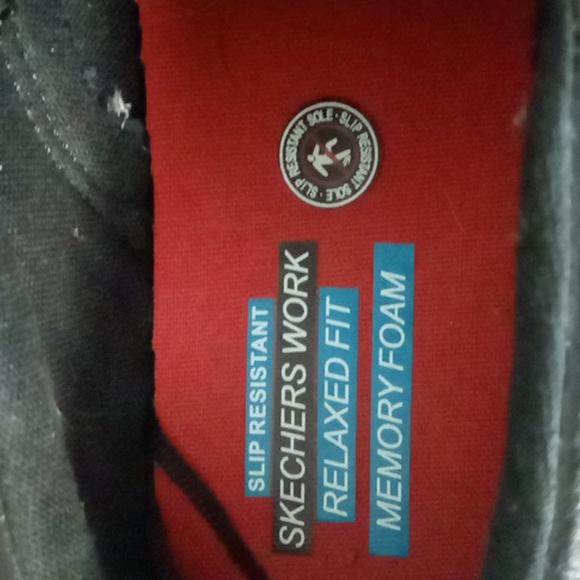 SLIP RESISTANT SOLE · SLIP RESISTANT SOLE ·
SLIP RESISTANT
SKECHERS WORK
RELAXED FIT
MEMORY FOAM